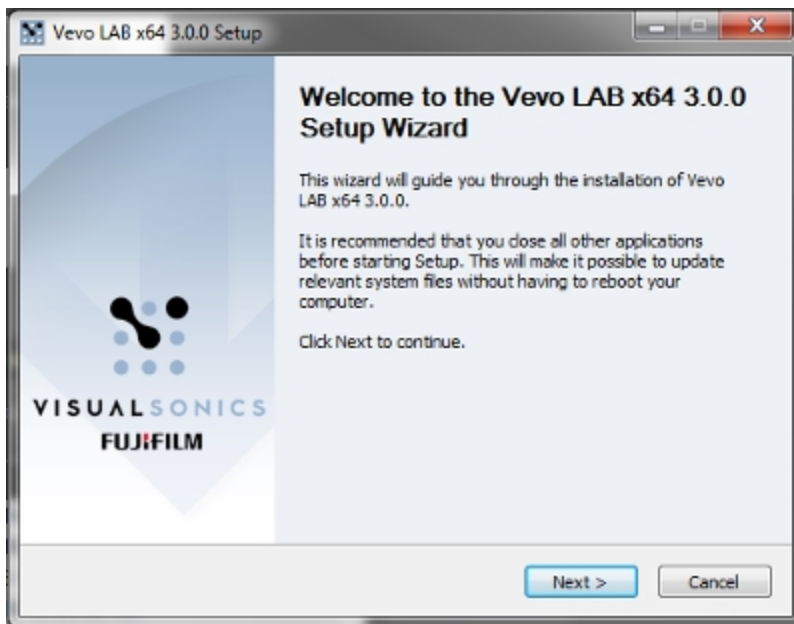 Vevo LAB x64 3.0.0 Setup
Welcome to the Vevo LAB x64 3.0.0
Setup Wizard
This wizard will guide you through the installation of Vevo
LAB x64 3.0.0.
It is recommended that you close all other applications
before starting Setup. This will make it possible to update
relevant system files without having to reboot your
computer.
Click Next to continue.
VISUALSONICS
FUJIFILM
Next >
Cancel